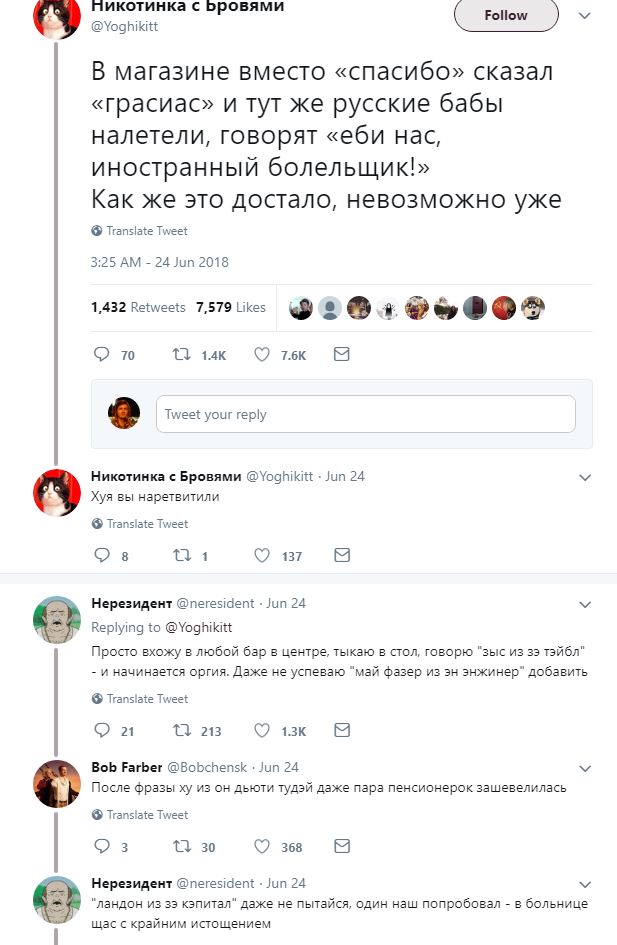 Никотинка с Бровями
@Yoghikitt
Follow
В магазине вместо «спасибо» сказал
«грасиас» и тут же русские бабы
налетели, говорят «еби нас,
иностранный болельщик!»
Как же это достало, невозможно уже
Translate Tweet
3:25 AM - 24 Jun 2018
1,432 Retweets 7,579 Likes
70 1.4K 7.6K
Tweet your reply
Никотинка с Бровями @Yoghikitt · Jun 24
Хуя вы наретвитили
Translate Tweet
8 1 137
Нерезидент @neresident · Jun 24
Replying to @Yoghikitt
Просто вхожу в любой бар в центре, тыкаю в стол, говорю "зыс из зэ тэйбл"
- и начинается оргия. Даже не успеваю "май фазер из эн энжинер" добавить
Translate Tweet
21 213 1.3K
Bob Farber @Bobchensk · Jun 24
После фразы ху из он дьюти тудэй даже пара пенсионерок зашевелилась
Translate Tweet
3 30 368
Нерезидент @neresident · Jun 24
"ландон из зэ кэпитал" даже не пытайся, один наш попробовал - в больнице
щас с крайним истощением